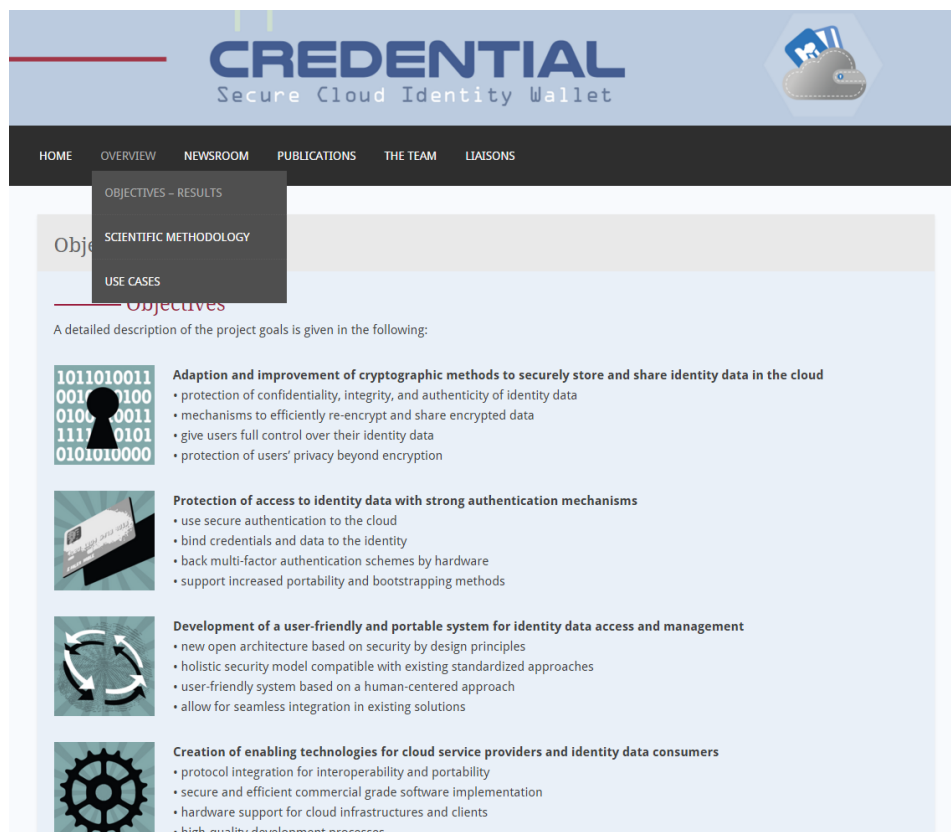 CREDENTIAL
Secure Cloud Identity Wallet
HOME OVERVIEW NEWSROOM PUBLICATIONS THE TEAM LIAISONS
OBJECTIVES – RESULTS
SCIENTIFIC METHODOLOGY
USE CASES
Objectives
A detailed description of the project goals is given in the following:
1011010011
Adaption and improvement of cryptographic methods to securely store and share identity data in the cloud
• protection of confidentiality, integrity, and authenticity of identity data
• mechanisms to efficiently re-encrypt and share encrypted data
• give users full control over their identity data
• protection of users’ privacy beyond encryption
0101010000
Protection of access to identity data with strong authentication mechanisms
• use secure authentication to the cloud
• bind credentials and data to the identity
• back multi-factor authentication schemes by hardware
• support increased portability and bootstrapping methods
Development of a user-friendly and portable system for identity data access and management
• new open architecture based on security by design principles
• holistic security model compatible with existing standardized approaches
• user-friendly system based on a human-centered approach
• allow for seamless integration in existing solutions
Creation of enabling technologies for cloud service providers and identity data consumers
• protocol integration for interoperability and portability
• secure and efficient commercial grade software implementation
• hardware support for cloud infrastructures and clients
• high-quality development processes